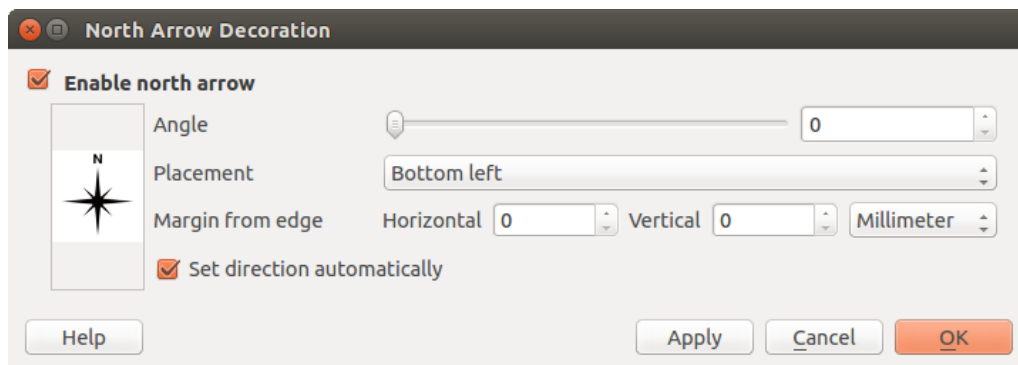 North Arrow Decoration
Enable north arrow
Angle 0
N
Placement Bottom left
Margin from edge Horizontal 0 Vertical 0 Millimeter
Set direction automatically
Help Apply Cancel OK